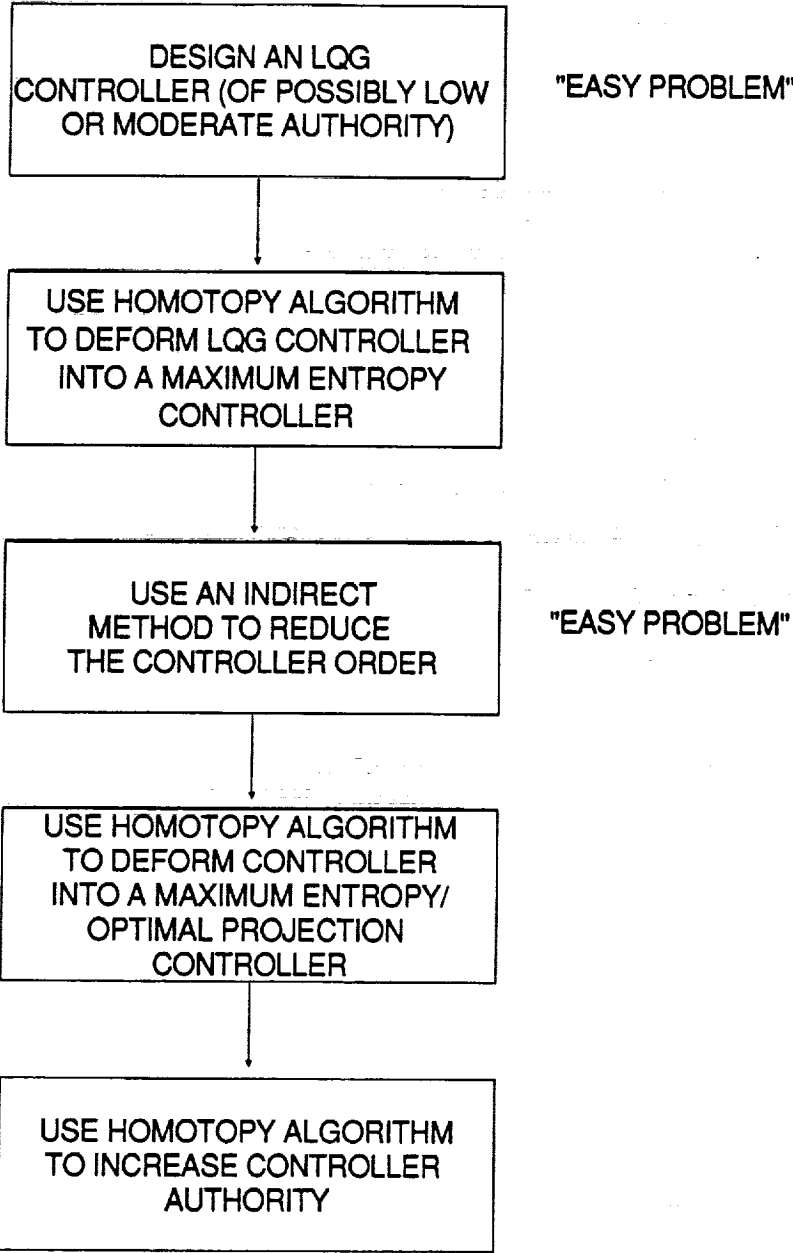 DESIGN AN LQG
CONTROLLER (OF POSSIBLY LOW
OR MODERATE AUTHORITY)
"EASY PROBLEM"
USE HOMOTOPY ALGORITHM
TO DEFORM LQG CONTROLLER
INTO A MAXIMUM ENTROPY
CONTROLLER
USE AN INDIRECT
METHOD TO REDUCE
THE CONTROLLER ORDER
"EASY PROBLEM"
USE HOMOTOPY ALGORITHM
TO DEFORM CONTROLLER
INTO A MAXIMUM ENTROPY/
OPTIMAL PROJECTION
CONTROLLER
USE HOMOTOPY ALGORITHM
TO INCREASE CONTROLLER
AUTHORITY